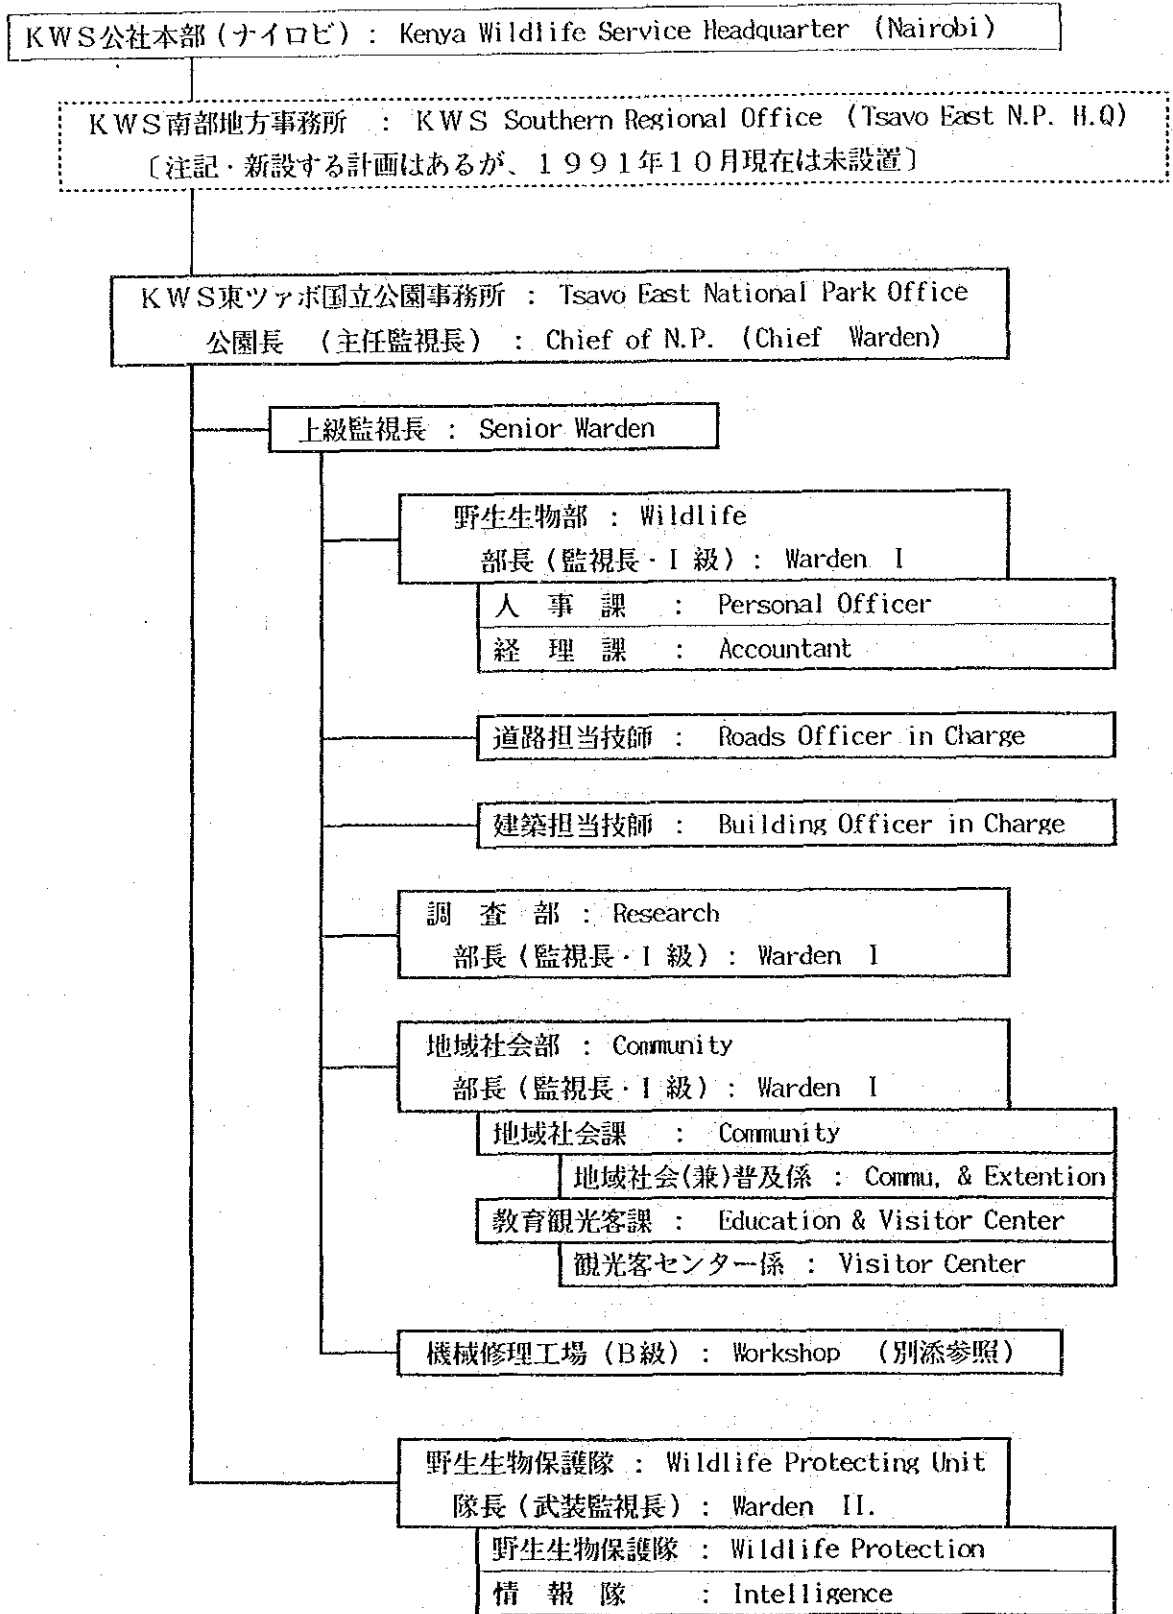 KWS公社本部(ナイロビ): Kenya Wildlife Service Headquarter (Nairobi)
KWS南部地方事務所 : KWS Southern Regional Office (Tsavo East N.P. H.Q)
〔注記・新設する計画はあるが、1991年10月現在は未設置〕
KWS東ツァボ国立公園事務所 : Tsavo East National Park Office
公園長 (主任監視長) : Chief of N.P. (Chief Warden)
上級監視長 : Senior Warden
野生生物部 : Wildlife
部長(監視長・I級): Warden I
人事課 : Personal Officer
経理課 : Accountant
道路担当技師 : Roads Officer in Charge
建築担当技師 : Building Officer in Charge
調査部 : Research
部長(監視長・I級): Warden I
地域社会部 : Community
部長(監視長・I級): Warden I
地域社会課 : Community
地域社会(兼)普及係 : Commu, & Extention
教育観光客課 : Education & Visitor Center
観光客センター係 : Visitor Center
機械修理工場(B級): Workshop (別添参照)
野生生物保護隊 : Wildlife Protecting Unit
隊長(武装監視長): Warden II.
野生生物保護隊 : Wildlife Protection
情報隊 : Intelligence